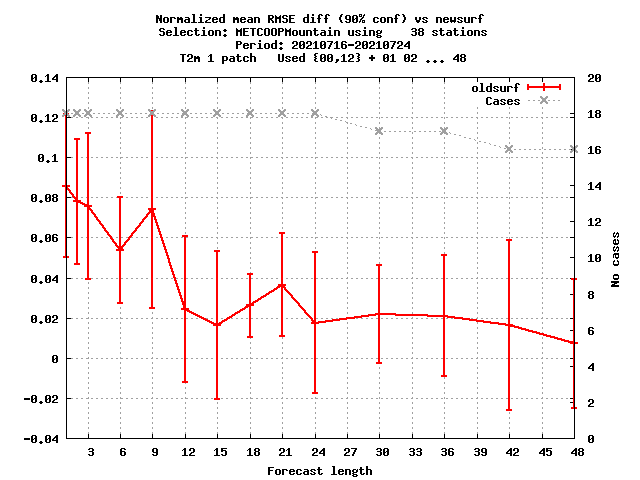 Normalized mean RMSE diff (90% conf) vs newsurf
Selection: METCOOPMountain using    38 stations
Period: 20210716-20210724
T2m 1 patch   Used {00,12} + 01 02 ... 48
0.14
0.12
0.1
0.08
0.06
0.04
0.02
0
-0.02
-0.04
oldsurf
Cases
20
18
16
14
12
10
8
6
4
2
0
No cases
3 6 9 12 15 18 21 24 27 30 33 36 39 42 45 48
Forecast length